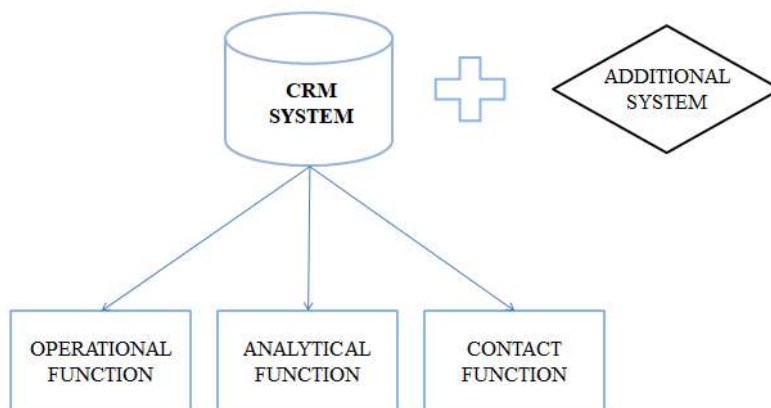 CRM
SYSTEM
ADDITIONAL
SYSTEM
OPERATIONAL
FUNCTION
ANALYTICAL
FUNCTION
CONTACT
FUNCTION